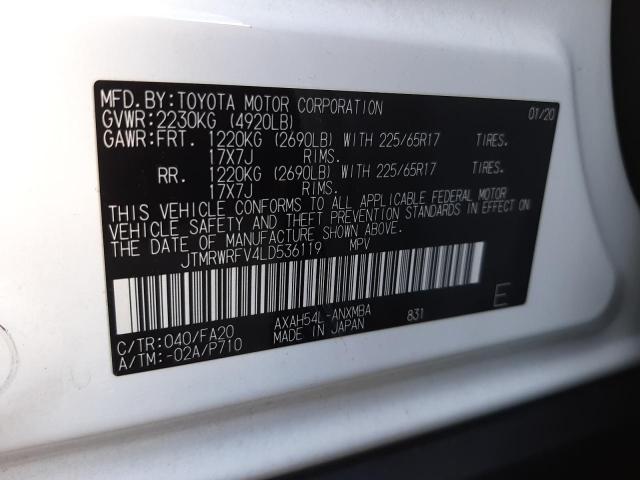 MFD. BY: TOYOTA MOTOR CORPORATION 01/20
GVWR: 2230KG (4920LB)
GAWR: FRT. 1220KG (2690LB) WITH 225/65R17 TIRES.
17X7J RIMS.
RR. 1220KG (2690LB) WITH 225/65R17 TIRES.
17X7J RIMS.
THIS VEHICLE CONFORMS TO ALL APPLICABLE FEDERAL MOTOR
VEHICLE SAFETY AND THEFT PREVENTION STANDARDS IN EFFECT ON
THE DATE OF MANUFACTURE SHOWN ABOVE.
JTMRWRFV4LD536119 MPV
C/TR: 040/FA20 AXAH54L-ANXMBA 831 E
A/TM: -02A/P710 MADE IN JAPAN